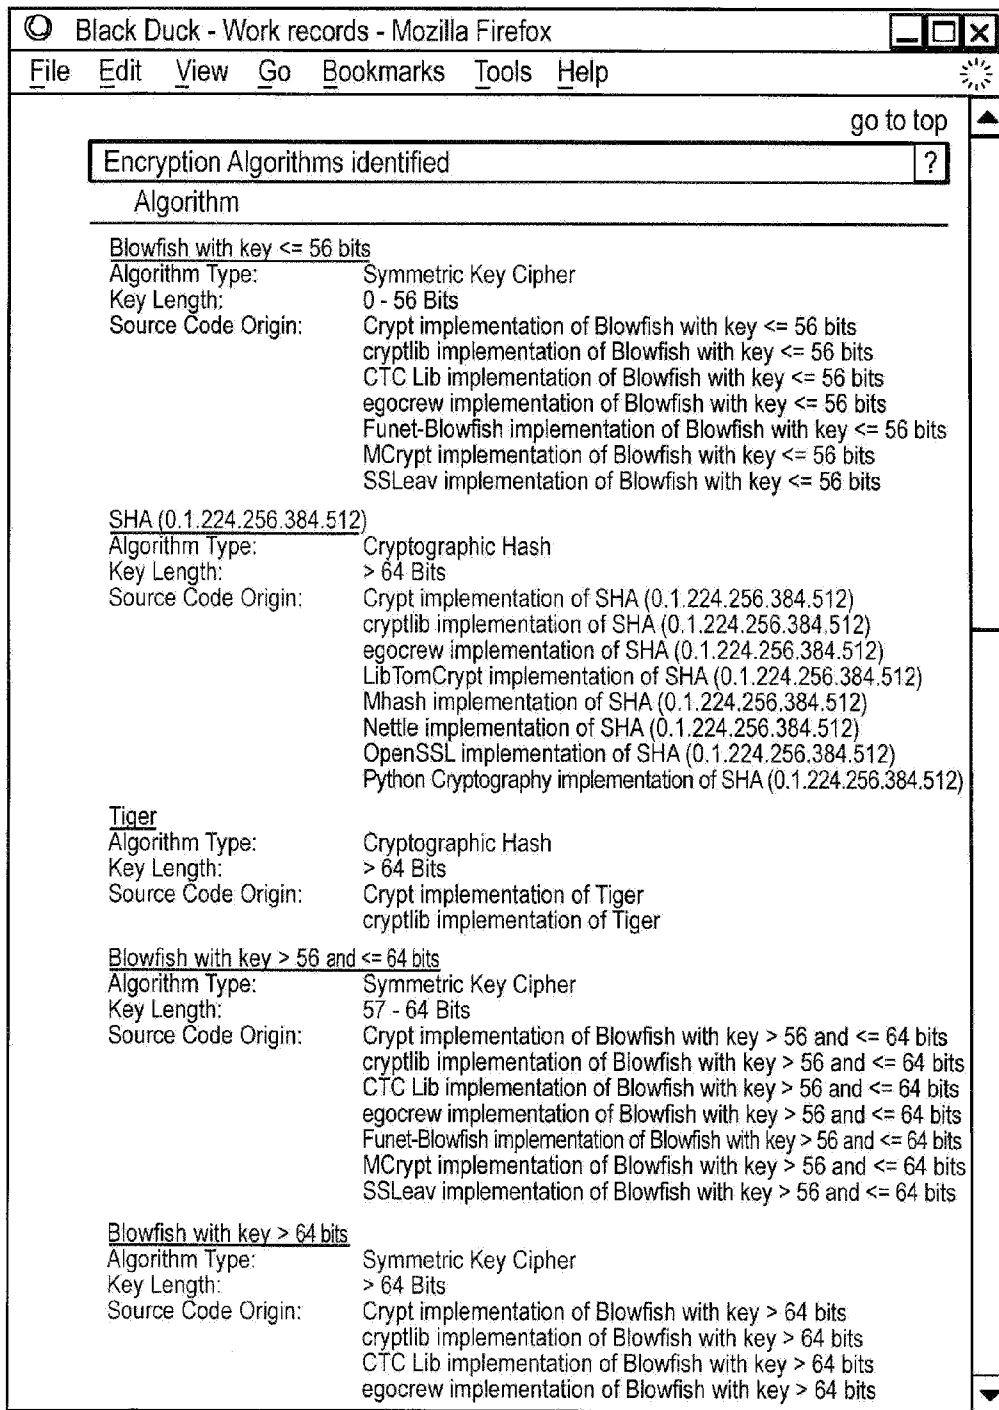 Black Duck - Work records - Mozilla Firefox
File Edit View Go Bookmarks Tools Help
go to top
Encryption Algorithms identified ?
Algorithm
Blowfish with key <= 56 bits
Algorithm Type: Symmetric Key Cipher
Key Length: 0 - 56 Bits
Source Code Origin: Crypt implementation of Blowfish with key <= 56 bits
cryptlib implementation of Blowfish with key <= 56 bits
CTC Lib implementation of Blowfish with key <= 56 bits
egocrew implementation of Blowfish with key <= 56 bits
Funet-Blowfish implementation of Blowfish with key <= 56 bits
MCrypt implementation of Blowfish with key <= 56 bits
SSLeav implementation of Blowfish with key <= 56 bits
SHA (0.1.224.256.384.512)
Algorithm Type: Cryptographic Hash
Key Length: > 64 Bits
Source Code Origin: Crypt implementation of SHA (0.1.224.256.384.512)
cryptlib implementation of SHA (0.1.224.256.384.512)
egocrew implementation of SHA (0.1.224.256.384.512)
LibTomCrypt implementation of SHA (0.1.224.256.384.512)
Mhash implementation of SHA (0.1.224.256.384.512)
Nettle implementation of SHA (0.1.224.256.384.512)
OpenSSL implementation of SHA (0.1.224.256.384.512)
Python Cryptography implementation of SHA (0.1.224.256.384.512)
Tiger
Algorithm Type: Cryptographic Hash
Key Length: > 64 Bits
Source Code Origin: Crypt implementation of Tiger
cryptlib implementation of Tiger
Blowfish with key > 56 and <= 64 bits
Algorithm Type: Symmetric Key Cipher
Key Length: 57 - 64 Bits
Source Code Origin: Crypt implementation of Blowfish with key > 56 and <= 64 bits
cryptlib implementation of Blowfish with key > 56 and <= 64 bits
CTC Lib implementation of Blowfish with key > 56 and <= 64 bits
egocrew implementation of Blowfish with key > 56 and <= 64 bits
Funet-Blowfish implementation of Blowfish with key > 56 and <= 64 bits
MCrypt implementation of Blowfish with key > 56 and <= 64 bits
SSLeav implementation of Blowfish with key > 56 and <= 64 bits
Blowfish with key > 64 bits
Algorithm Type: Symmetric Key Cipher
Key Length: > 64 Bits
Source Code Origin: Crypt implementation of Blowfish with key > 64 bits
cryptlib implementation of Blowfish with key > 64 bits
CTC Lib implementation of Blowfish with key > 64 bits
egocrew implementation of Blowfish with key > 64 bits